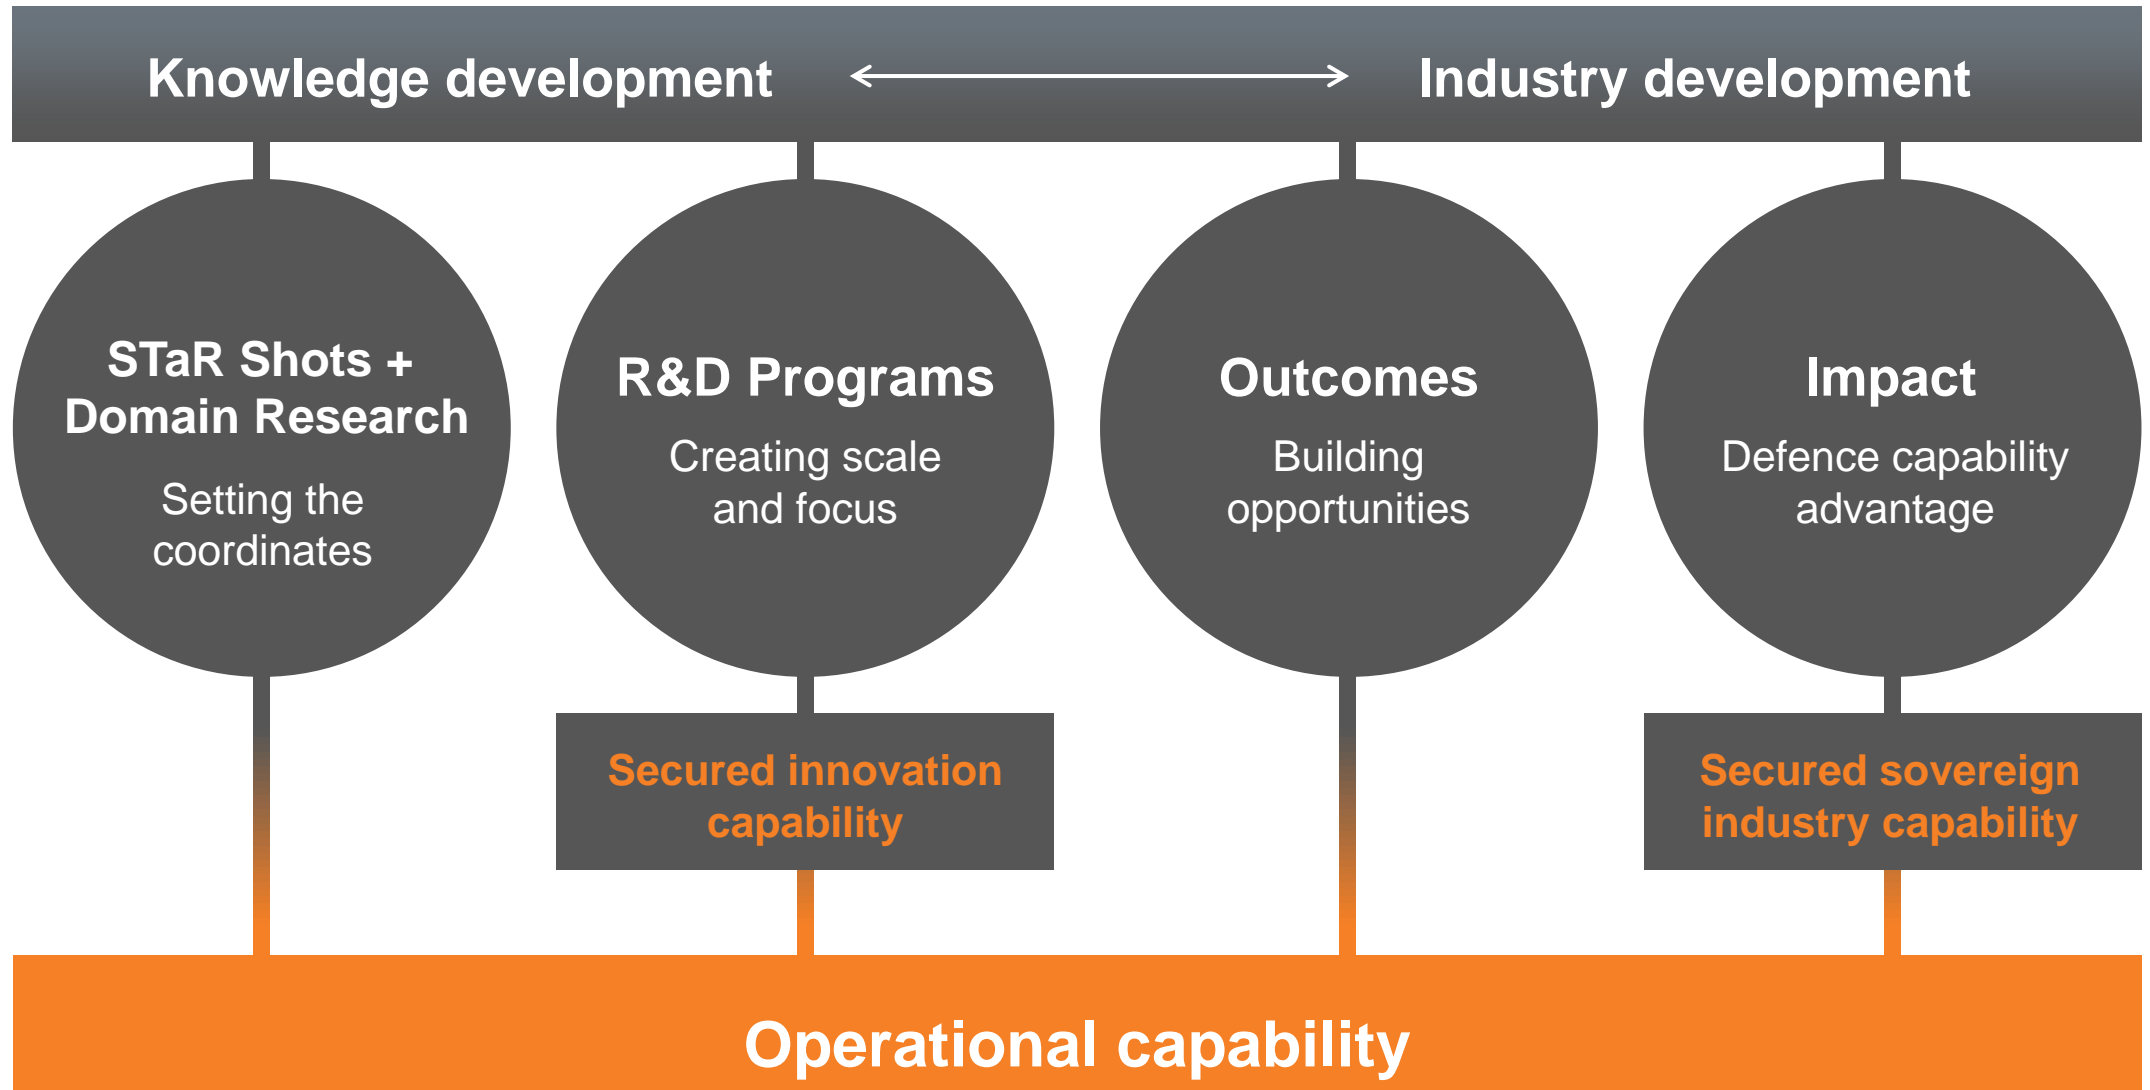 Knowledge development
Industry development
STaR Shots +
Domain Research
Setting the
coordinates
R&D Programs
Creating scale
and focus
Outcomes
Building
opportunities
Impact
Defence capability
advantage
Secured innovation
capability
Secured sovereign
industry capability
Operational capability